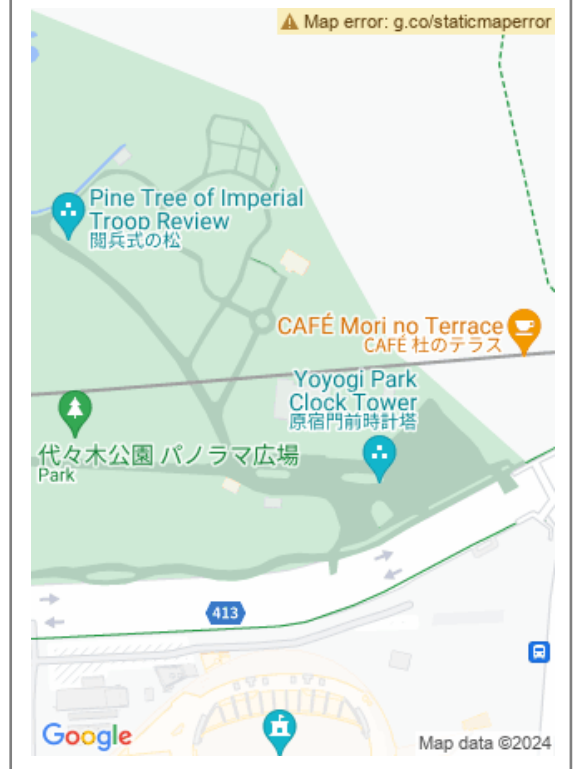 Map error: g.co/staticmaperror
Pine Tree of Imperial
Troop Review
閲兵式の松
CAFÉ Mori no Terrace
CAFÉ 杜のテラス
Yoyogi Park
Clock Tower
原宿門前時計塔
代々木公園 パノラマ広場
Park
413
Google
Map data ©2024